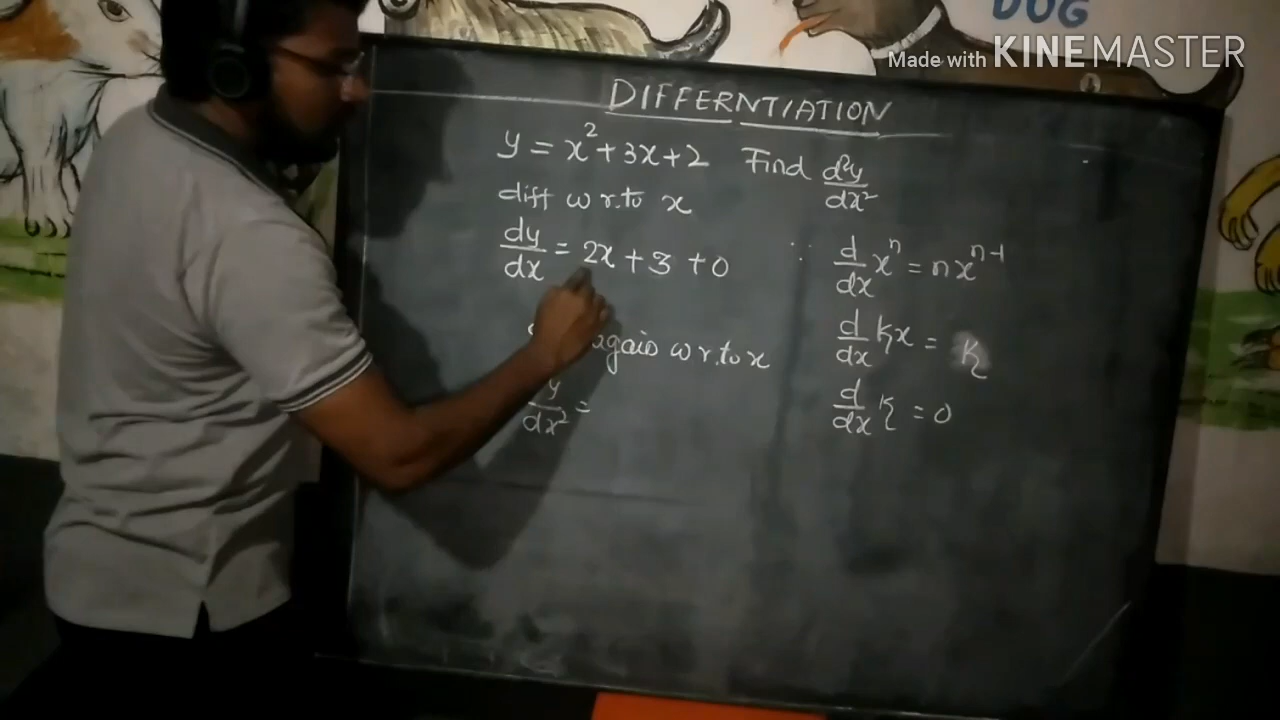 DOG
Made with KINEMASTER
DIFFERNTIATION
y = x² + 3x + 2 Find d²y/dx²
diff w r.to x
dy/dx = 2x + 3 + 0
again w r.to x
y/dx² =
∵ d/dx xⁿ = nxⁿ⁻¹
d/dx Kx = K
d/dx K = 0